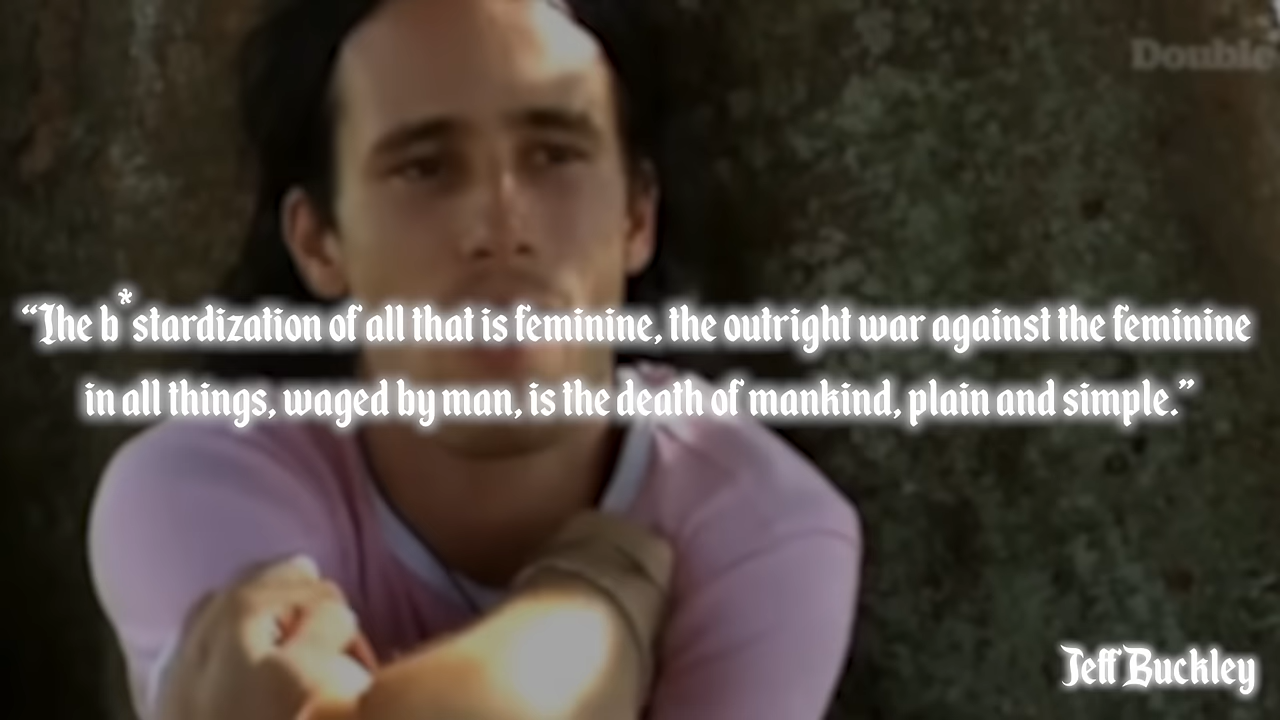 Double
“The b*stardization of all that is feminine, the outright war against the feminine
in all things, waged by man, is the death of mankind, plain and simple.”
Jeff Buckley